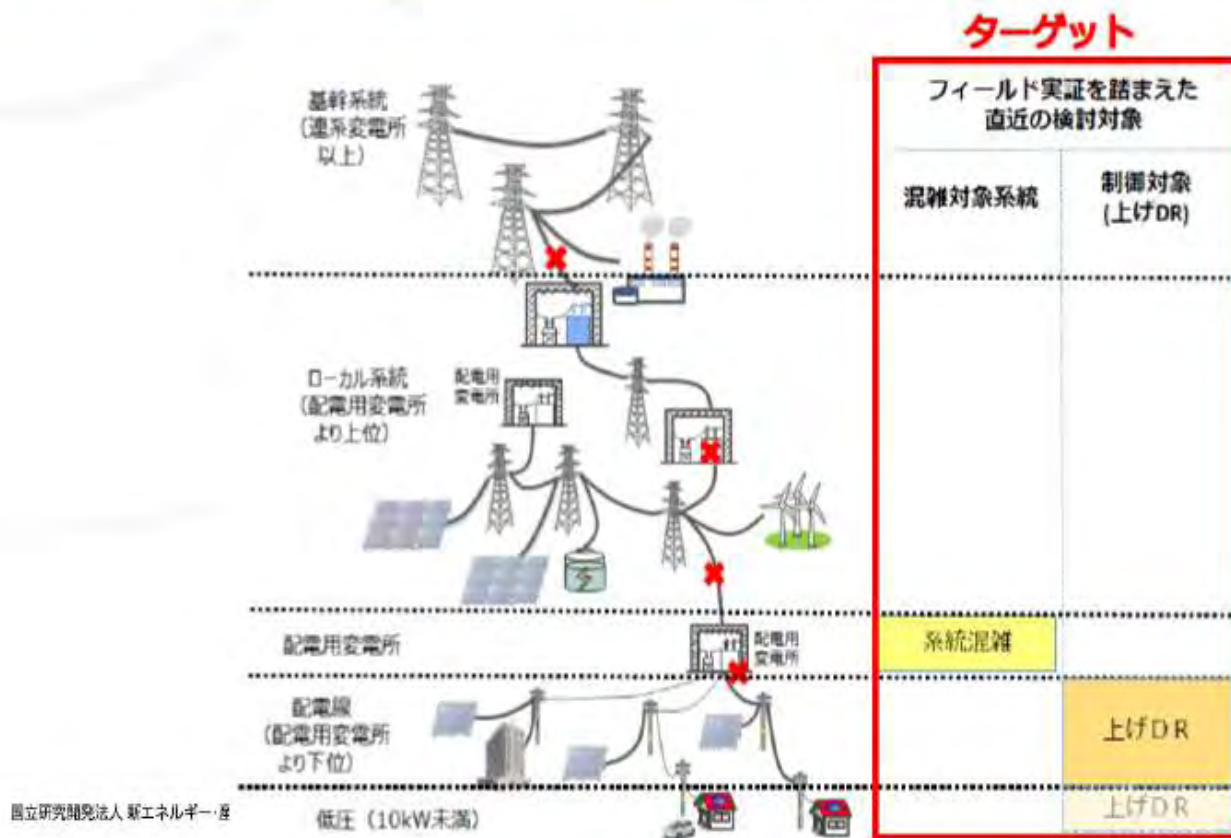 ターゲット
フィールド実証を踏まえた
直近の検討対象
混雑対象系統
制御対象
(上げDR)
基幹系統
(連系変電所
以上)
ローカル系統
(配電用変電所
より上位)
配電用
変電所
配電用変電所
配電用
変電所
系統混雑
配電線
(配電用変電所
より下位)
上げDR
低圧(10kW未満)
上げDR
国立研究開発法人 新エネルギー・産